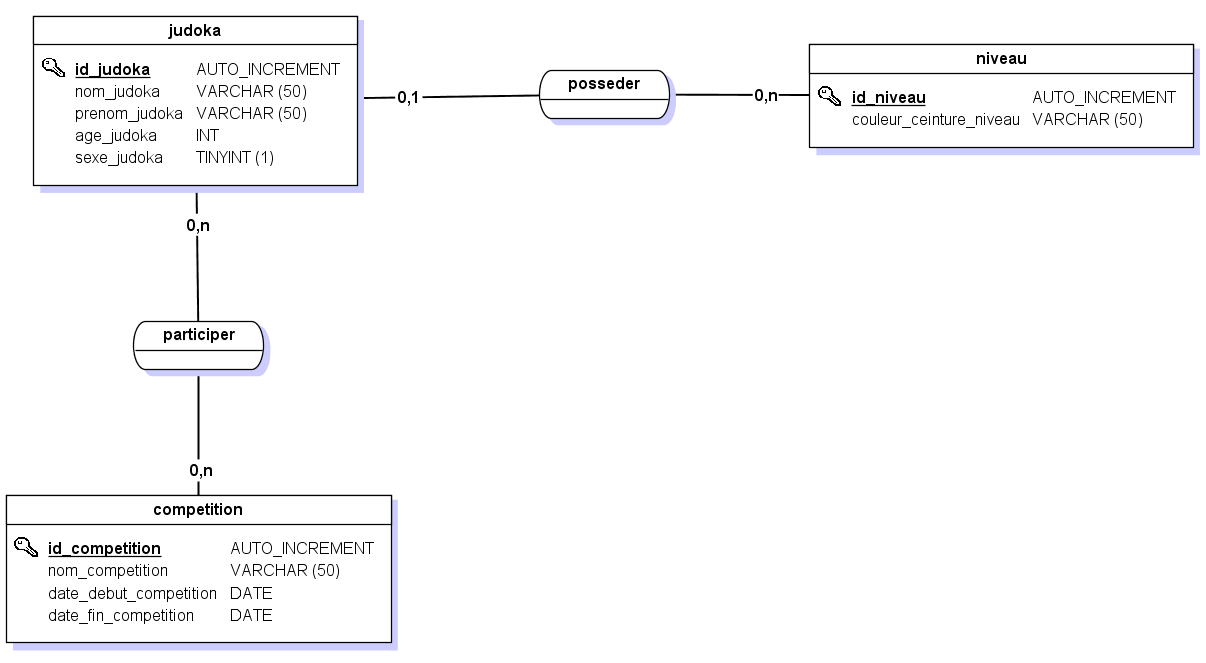 judoka
id_judoka AUTO_INCREMENT
nom_judoka VARCHAR (50)
prenom_judoka VARCHAR (50)
age_judoka INT
sexe_judoka TINYINT (1)
0,1
posseder
0,n
niveau
id_niveau AUTO_INCREMENT
couleur_ceinture_niveau VARCHAR (50)
0,n
participer
0,n
competition
id_competition AUTO_INCREMENT
nom_competition VARCHAR (50)
date_debut_competition DATE
date_fin_competition DATE